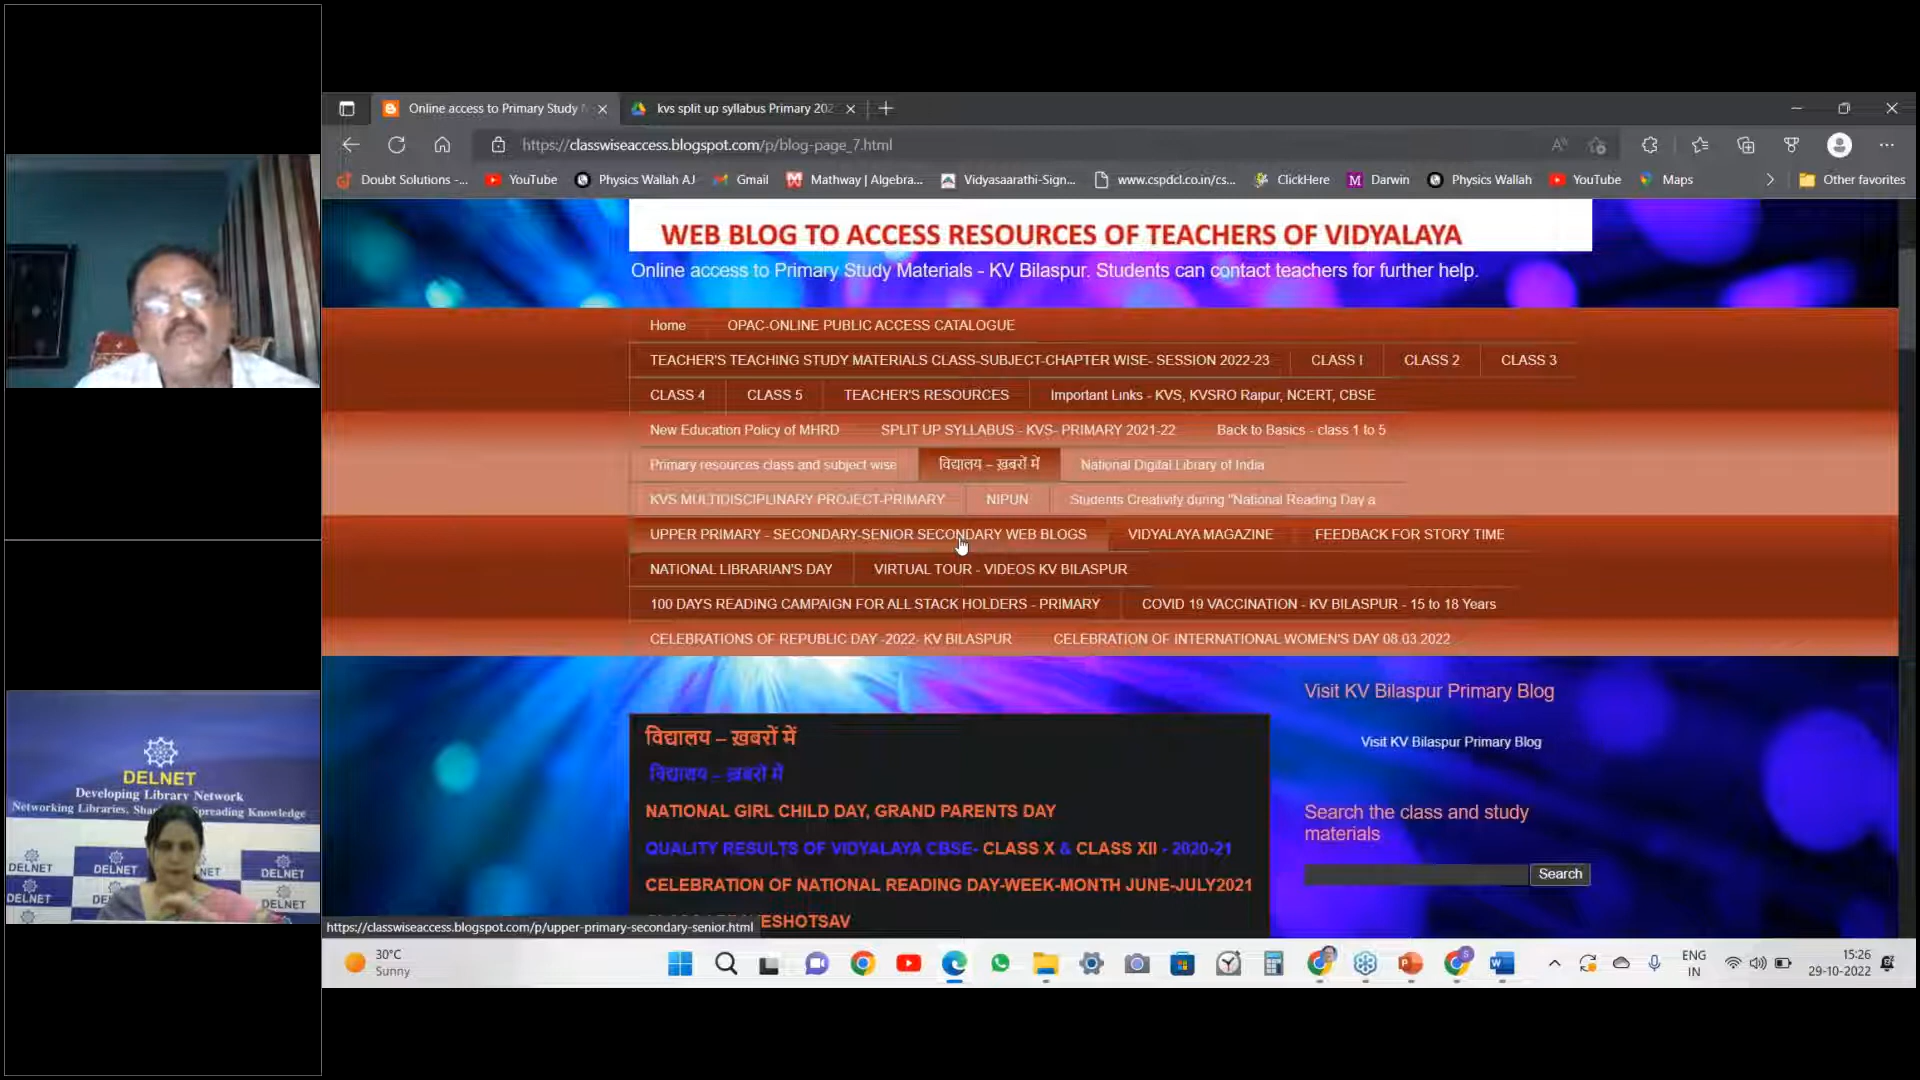 DELNET
Developing Library Network
Networking Libraries, Spreading Knowledge
DELNET
DELNET
DELNET
DELNET
DELNET
Online access to Primary Study
kvs split up syllabus Primary 202
https://classwiseaccess.blogspot.com/p/blog-page_7.html
Doubt Solutions -... YouTube Physics Wallah AJ Gmail Mathway | Algebra... Vidyasaarathi-Sign... www.cspdcl.co.in/cs... ClickHere Darwin Physics Wallah YouTube Maps Other favorites
WEB BLOG TO ACCESS RESOURCES OF TEACHERS OF VIDYALAYA
Online access to Primary Study Materials - KV Bilaspur. Students can contact teachers for further help.
Home OPAC-ONLINE PUBLIC ACCESS CATALOGUE
TEACHER'S TEACHING STUDY MATERIALS CLASS-SUBJECT-CHAPTER WISE- SESSION 2022-23 CLASS I CLASS 2 CLASS 3
CLASS 4 CLASS 5 TEACHER'S RESOURCES Important Links - KVS, KVSRO Raipur, NCERT, CBSE
New Education Policy of MHRD SPLIT UP SYLLABUS - KVS- PRIMARY 2021-22 Back to Basics - class 1 to 5
Primary resources class and subject wise विद्यालय – ख़बरों में National Digital Library of India
KVS MULTIDISCIPLINARY PROJECT-PRIMARY NIPUN Students Creativity during "National Reading Day a
UPPER PRIMARY - SECONDARY-SENIOR SECONDARY WEB BLOGS VIDYALAYA MAGAZINE FEEDBACK FOR STORY TIME
NATIONAL LIBRARIAN'S DAY VIRTUAL TOUR - VIDEOS KV BILASPUR
100 DAYS READING CAMPAIGN FOR ALL STACK HOLDERS - PRIMARY COVID 19 VACCINATION - KV BILASPUR - 15 to 18 Years
CELEBRATIONS OF REPUBLIC DAY -2022- KV BILASPUR CELEBRATION OF INTERNATIONAL WOMEN'S DAY 08.03.2022
विद्यालय – ख़बरों में
विद्यालय – ख़बरों में
NATIONAL GIRL CHILD DAY, GRAND PARENTS DAY
QUALITY RESULTS OF VIDYALAYA CBSE- CLASS X & CLASS XII - 2020-21
CELEBRATION OF NATIONAL READING DAY-WEEK-MONTH JUNE-JULY2021
Visit KV Bilaspur Primary Blog
Visit KV Bilaspur Primary Blog
Search the class and study
materials
Search
https://classwiseaccess.blogspot.com/p/upper-primary-secondary-senior.html
30°C
Sunny
ENG
IN
15:26
29-10-2022